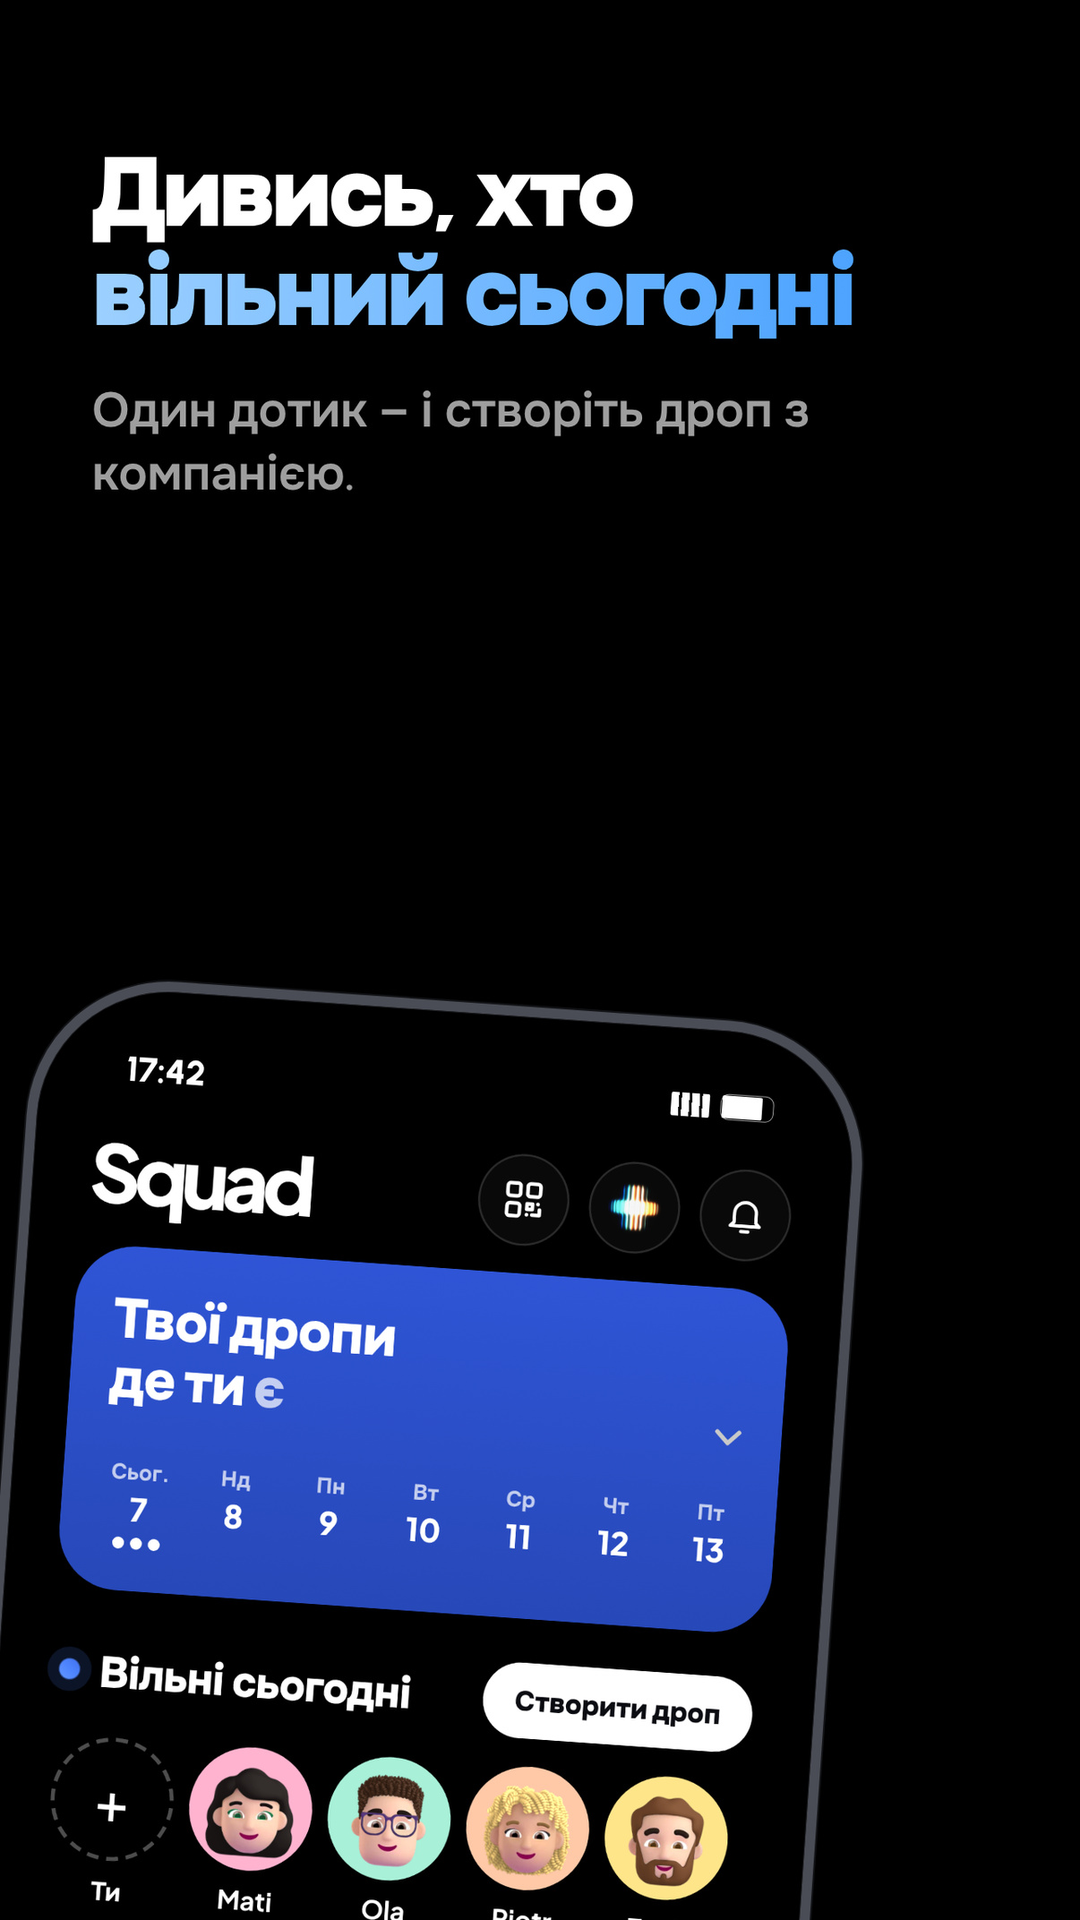 Дивись, хто
вільний сьогодні
Один дотик – і створіть дроп з
компанією.
17:42
Squad
Твої дропи
де ти є
Сьог. Нд Пн Вт Ср Чт Пт
7 8 9 10 11 12 13
Вільні сьогодні
Створити дроп
Ти Mati Ola Piotr